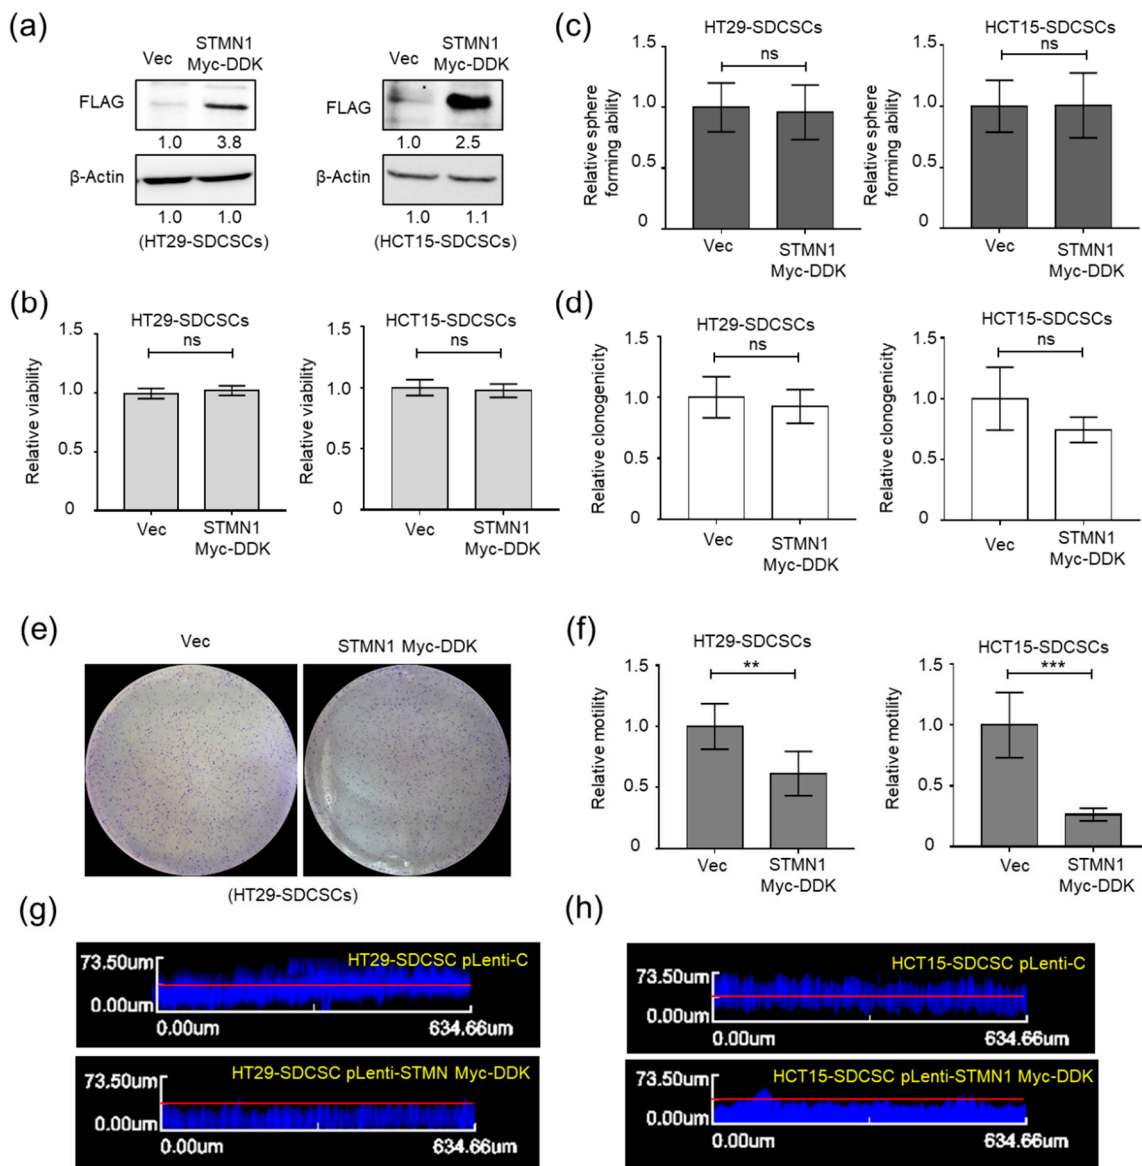 (a)
Vec
STMN1
Myc-DDK
FLAG
1.0 3.8
β-Actin
1.0 1.0
(HT29-SDCSCs)
Vec
STMN1
Myc-DDK
FLAG
1.0 2.5
β-Actin
1.0 1.1
(HCT15-SDCSCs)
(b)
HT29-SDCSCs
ns
Relative viability
1.5
1.0
0.5
0
Vec
STMN1
Myc-DDK
HCT15-SDCSCs
ns
Relative viability
1.5
1.0
0.5
0
Vec
STMN1
Myc-DDK
(c)
HT29-SDCSCs
ns
Relative sphere
forming ability
1.5
1.0
0.5
0
Vec
STMN1
Myc-DDK
HCT15-SDCSCs
ns
Relative sphere
forming ability
1.5
1.0
0.5
0
Vec
STMN1
Myc-DDK
(d)
HT29-SDCSCs
ns
Relative clonogenicity
1.5
1.0
0.5
0
Vec
STMN1
Myc-DDK
HCT15-SDCSCs
ns
Relative clonogenicity
1.5
1.0
0.5
0
Vec
STMN1
Myc-DDK
(e)
Vec
STMN1 Myc-DDK
(HT29-SDCSCs)
(f)
HT29-SDCSCs
**
Relative motility
1.5
1.0
0.5
0
Vec
STMN1
Myc-DDK
HCT15-SDCSCs
***
Relative motility
1.5
1.0
0.5
0
Vec
STMN1
Myc-DDK
(g)
73.50um
HT29-SDCSC pLenti-C
0.00um
0.00um 634.66um
73.50um
HT29-SDCSC pLenti-STMN Myc-DDK
0.00um
0.00um 634.66um
(h)
73.50um
HCT15-SDCSC pLenti-C
0.00um
0.00um 634.66um
73.50um
HCT15-SDCSC pLenti-STMN1 Myc-DDK
0.00um
0.00um 634.66um